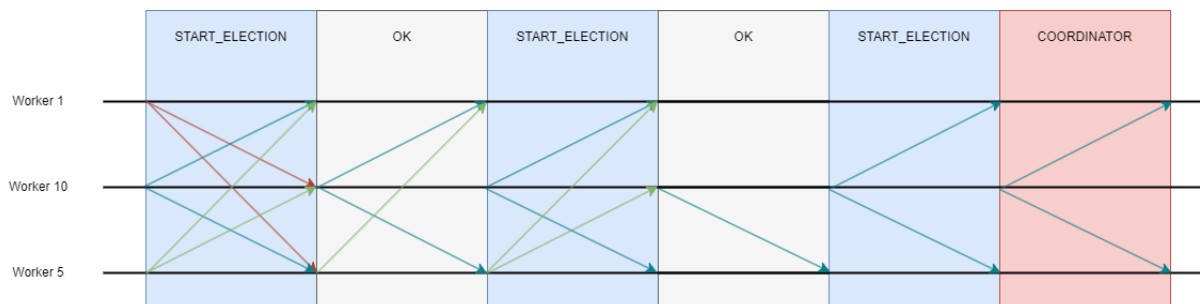 START_ELECTION OK START_ELECTION OK START_ELECTION COORDINATOR
Worker 1
Worker 10
Worker 5